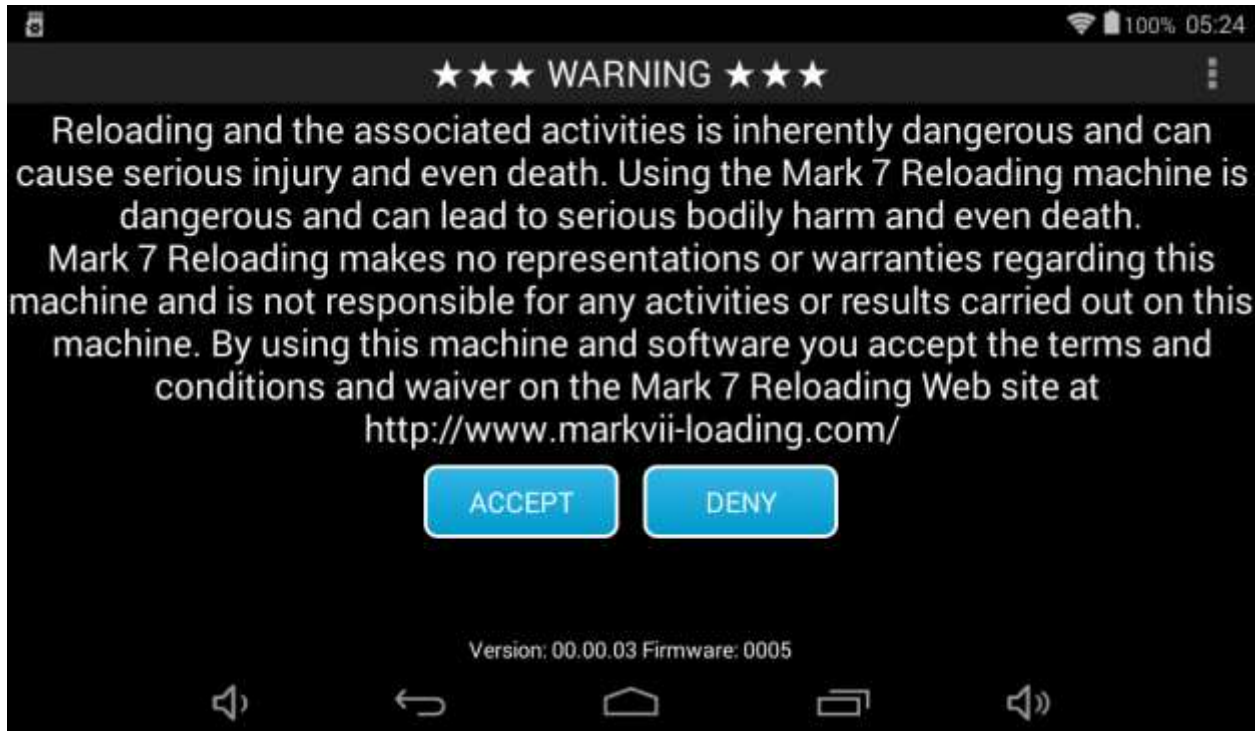 100% 05:24
★★★ WARNING ★★★
Reloading and the associated activities is inherently dangerous and can
cause serious injury and even death. Using the Mark 7 Reloading machine is
dangerous and can lead to serious bodily harm and even death.
Mark 7 Reloading makes no representations or warranties regarding this
machine and is not responsible for any activities or results carried out on this
machine. By using this machine and software you accept the terms and
conditions and waiver on the Mark 7 Reloading Web site at
http://www.markvii-loading.com/
ACCEPT DENY
Version: 00.00.03 Firmware: 0005